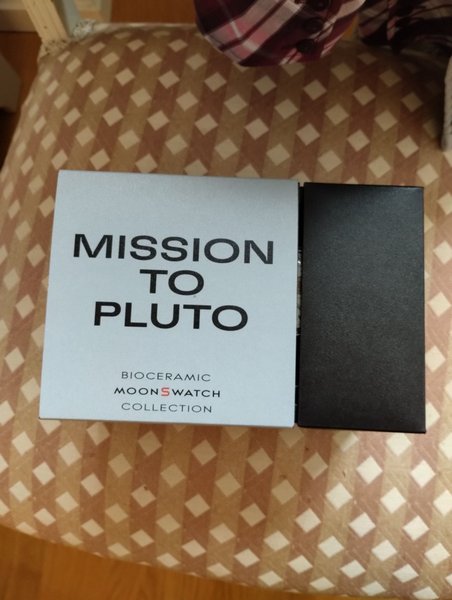 MISSION
TO
PLUTO
BIOCERAMIC
MOONSWATCH
COLLECTION